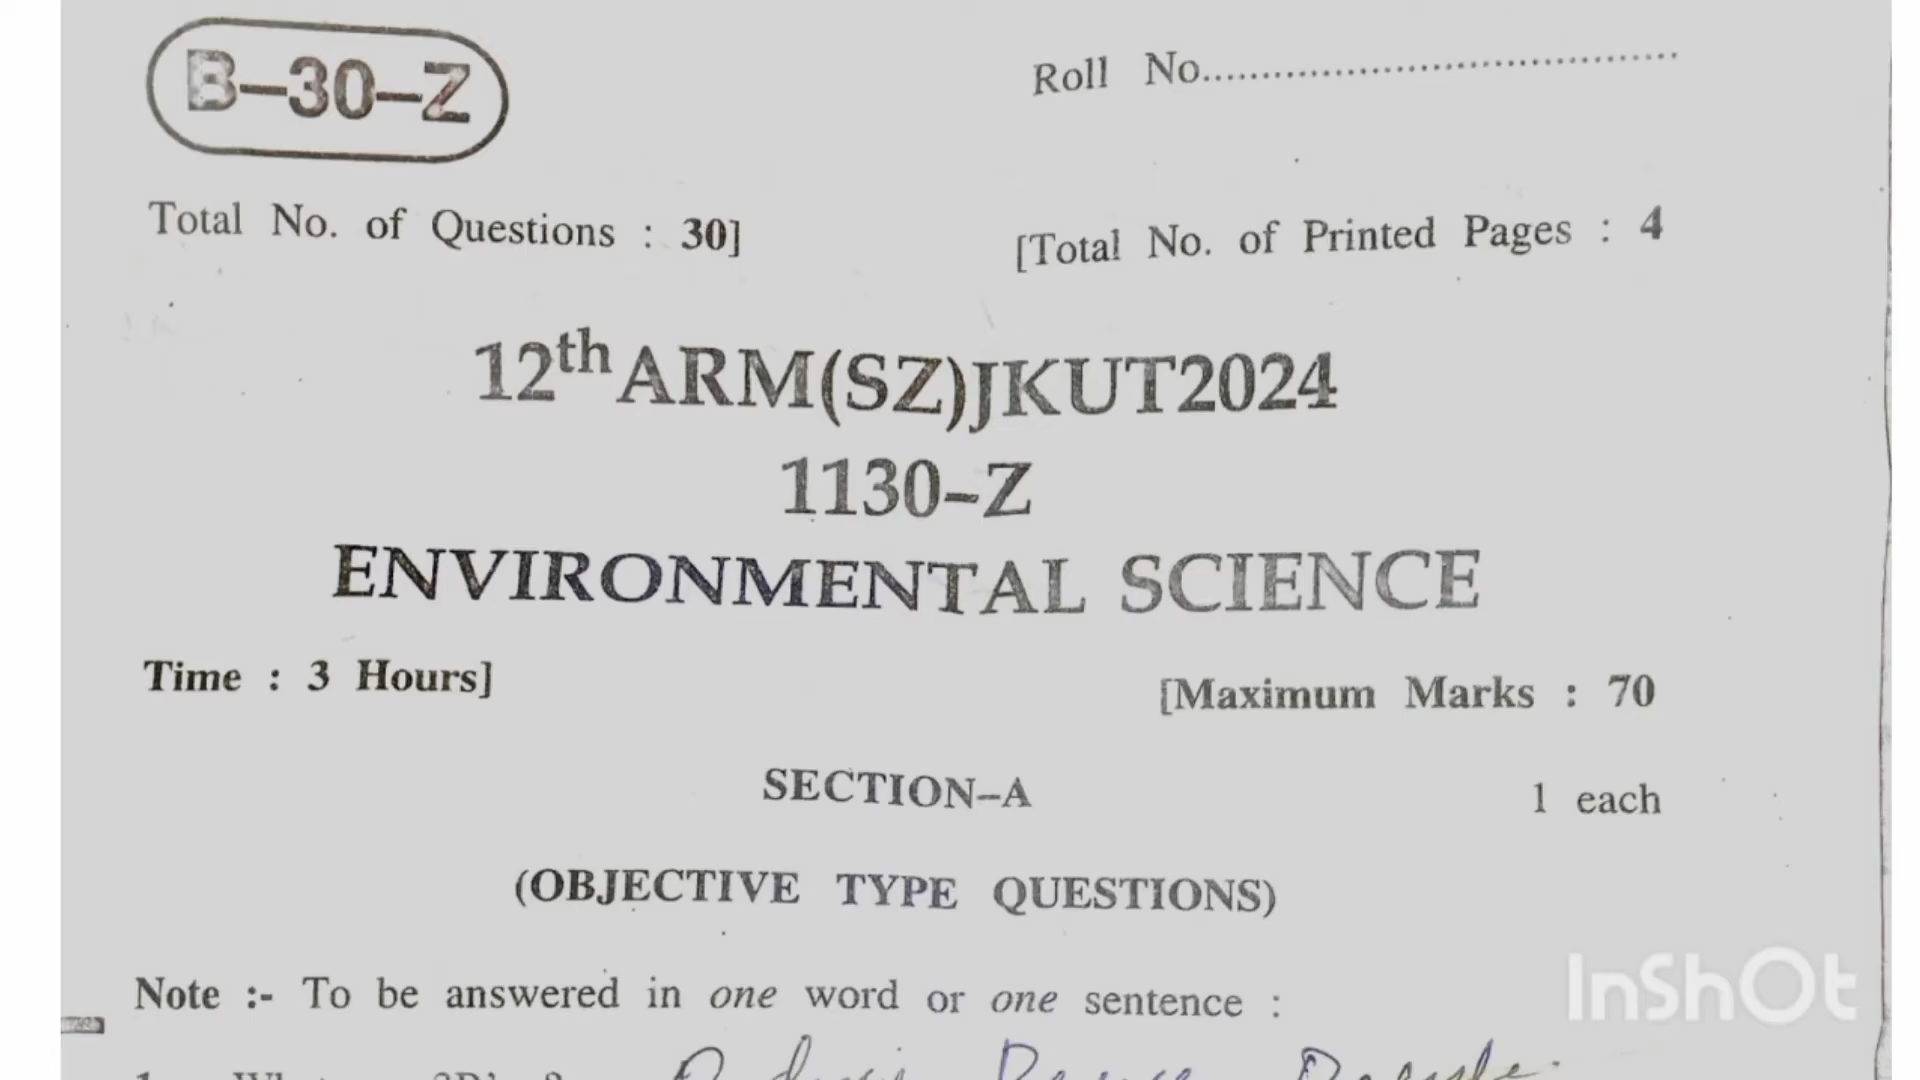 B–30–Z
Roll No.......................................
Total No. of Questions : 30]
[Total No. of Printed Pages : 4
12th ARM(SZ)JKUT2024
1130–Z
ENVIRONMENTAL SCIENCE
Time : 3 Hours]
[Maximum Marks : 70
SECTION–A
1 each
(OBJECTIVE TYPE QUESTIONS)
Note :- To be answered in one word or one sentence :
InShOt